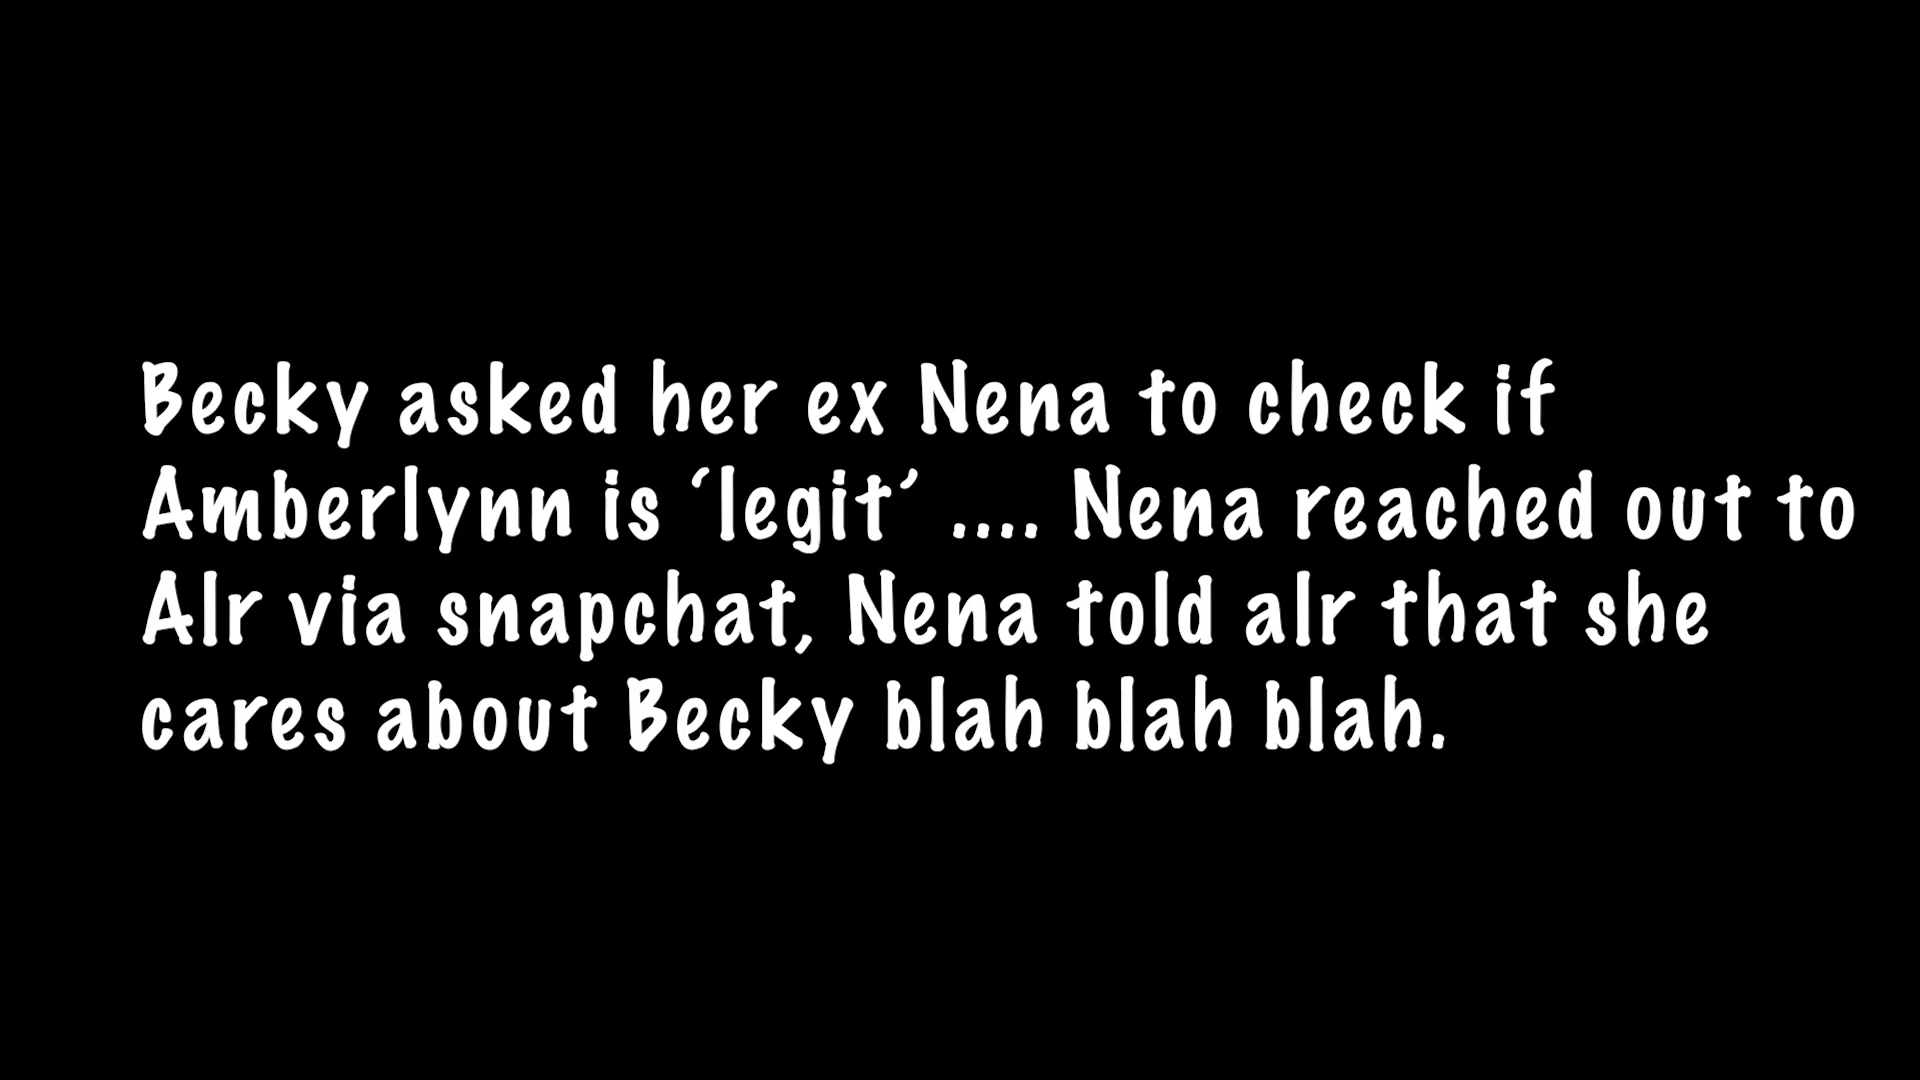 Becky asked her ex Nena to check if
Amberlynn is ‘legit’ .... Nena reached out to
Alr via snapchat, Nena told alr that she
cares about Becky blah blah blah.